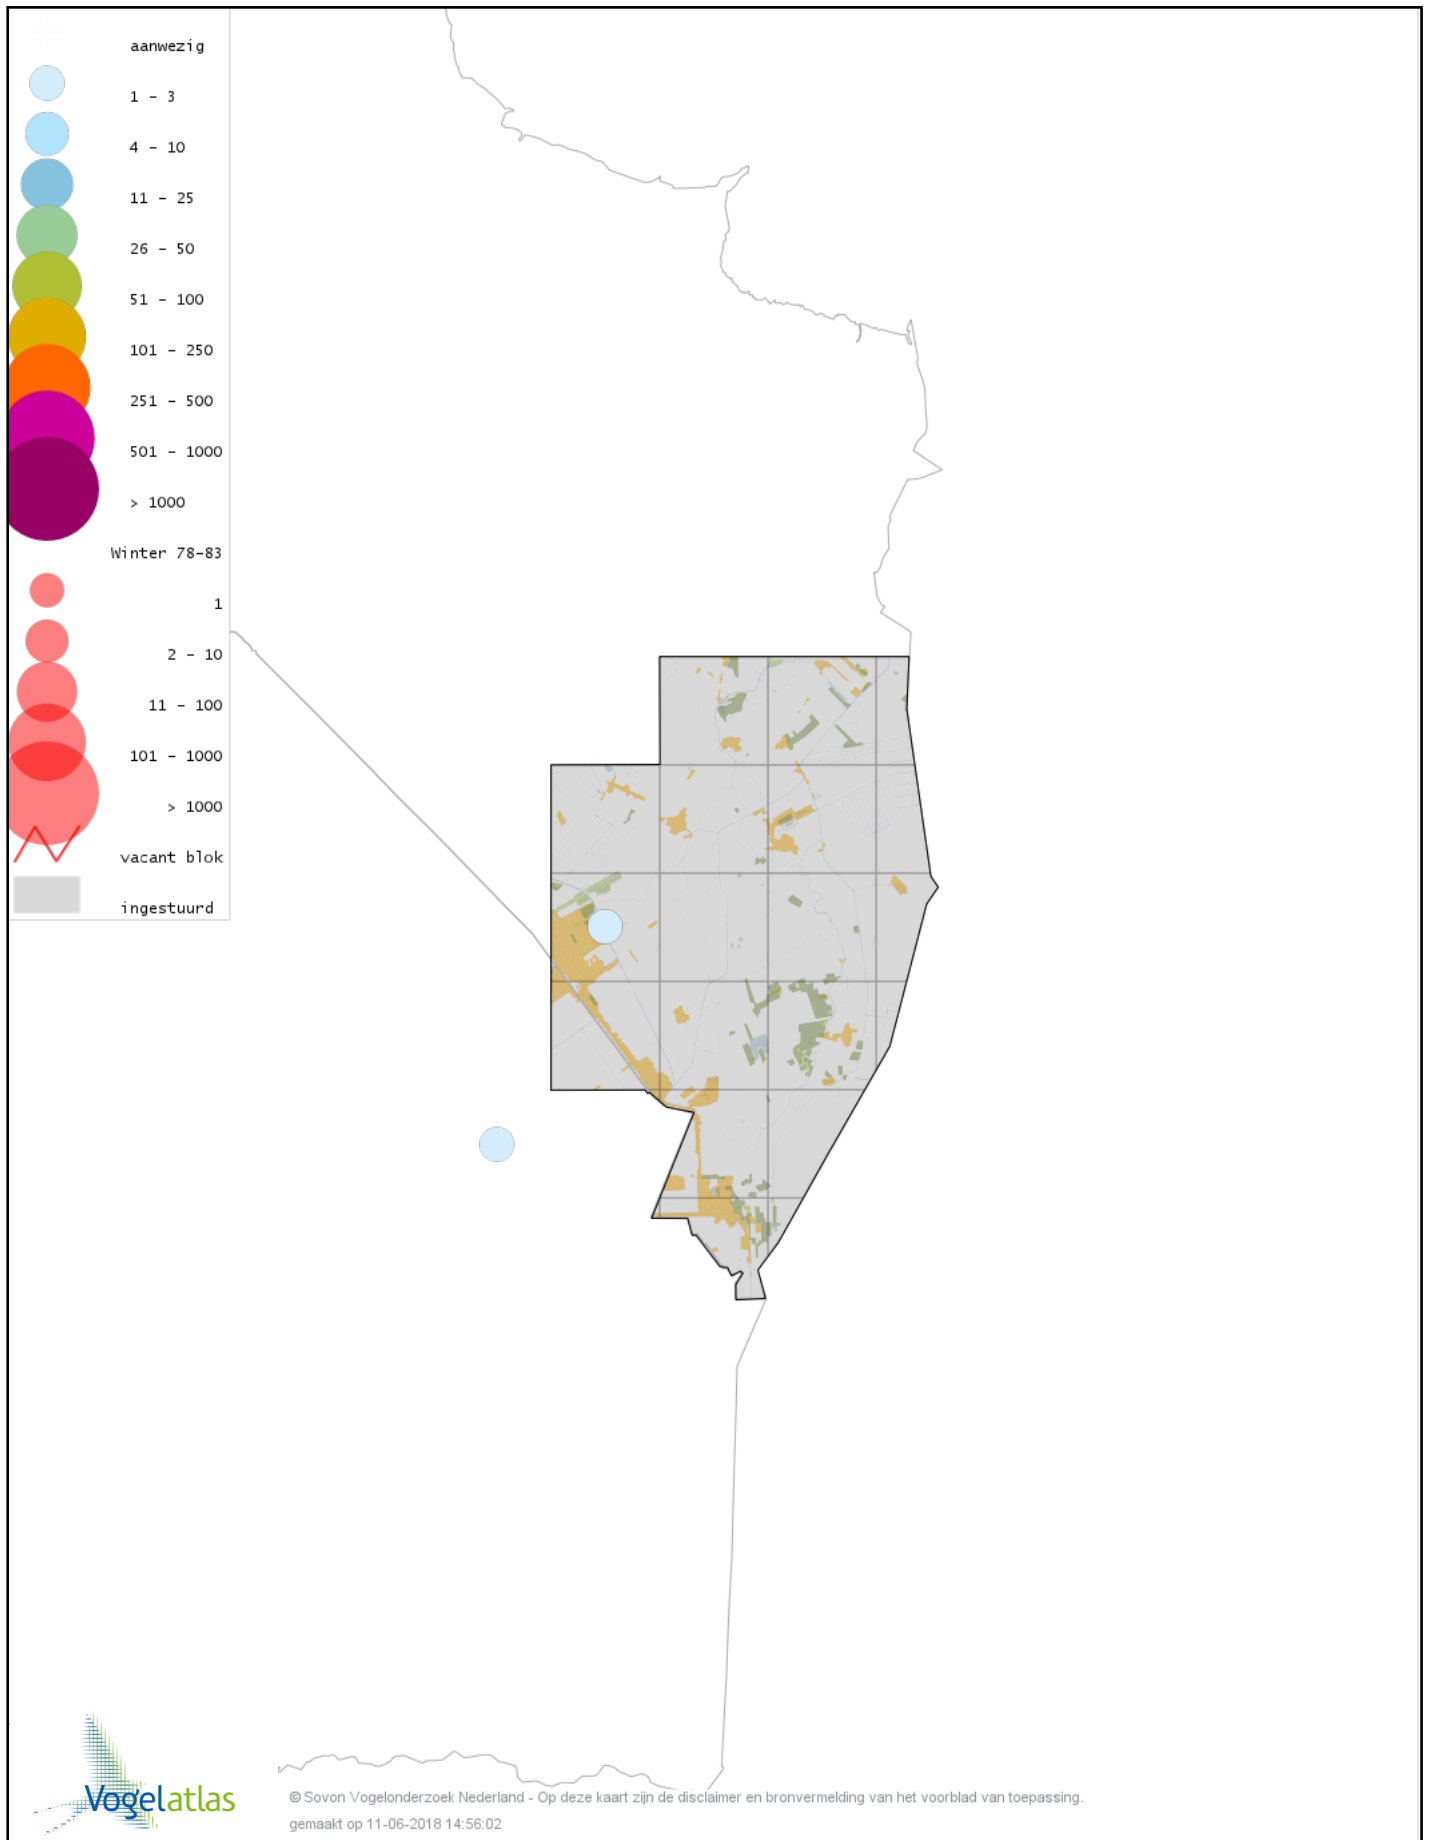 aanwezig
1 - 3
4 - 10
11 - 25
26 - 50
51 - 100
101 - 250
251 - 500
501 - 1000
> 1000
Winter 78-83
1
2 - 10
11 - 100
101 - 1000
> 1000
vacant blok
ingestuurd
Vogelatlas
© Sovon Vogelonderzoek Nederland - Op deze kaart zijn de disclaimer en bronvermelding van het voorblad van toepassing.
gemaakt op 11-06-2018 14:56:02